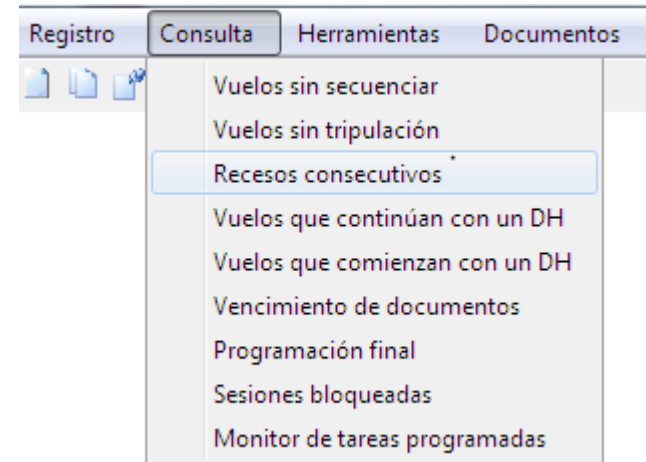 Registro Consulta Herramientas Documentos
Vuelos sin secuenciar
Vuelos sin tripulación
Recesos consecutivos
Vuelos que continúan con un DH
Vuelos que comienzan con un DH
Vencimiento de documentos
Programación final
Sesiones bloqueadas
Monitor de tareas programadas